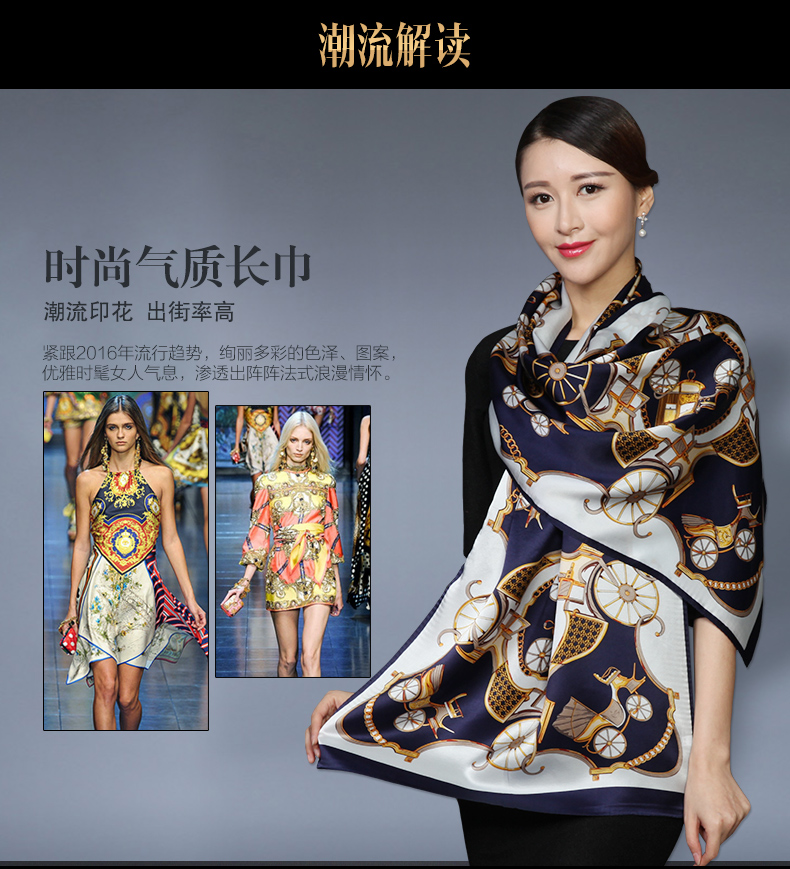 潮流解读
时尚气质长巾
潮流印花 出街率高
紧跟2016年流行趋势，绚丽多彩的色泽、图案，
优雅时髦女人气息，渗透出阵阵法式浪漫情怀。